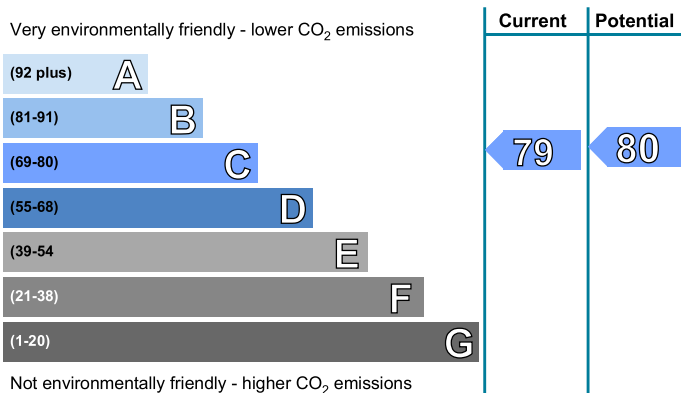 Current Potential
Very environmentally friendly - lower CO₂ emissions
(92 plus) A
(81-91) B
(69-80) C
79 80
(55-68) D
(39-54 E
(21-38) F
(1-20) G
Not environmentally friendly - higher CO₂ emissions